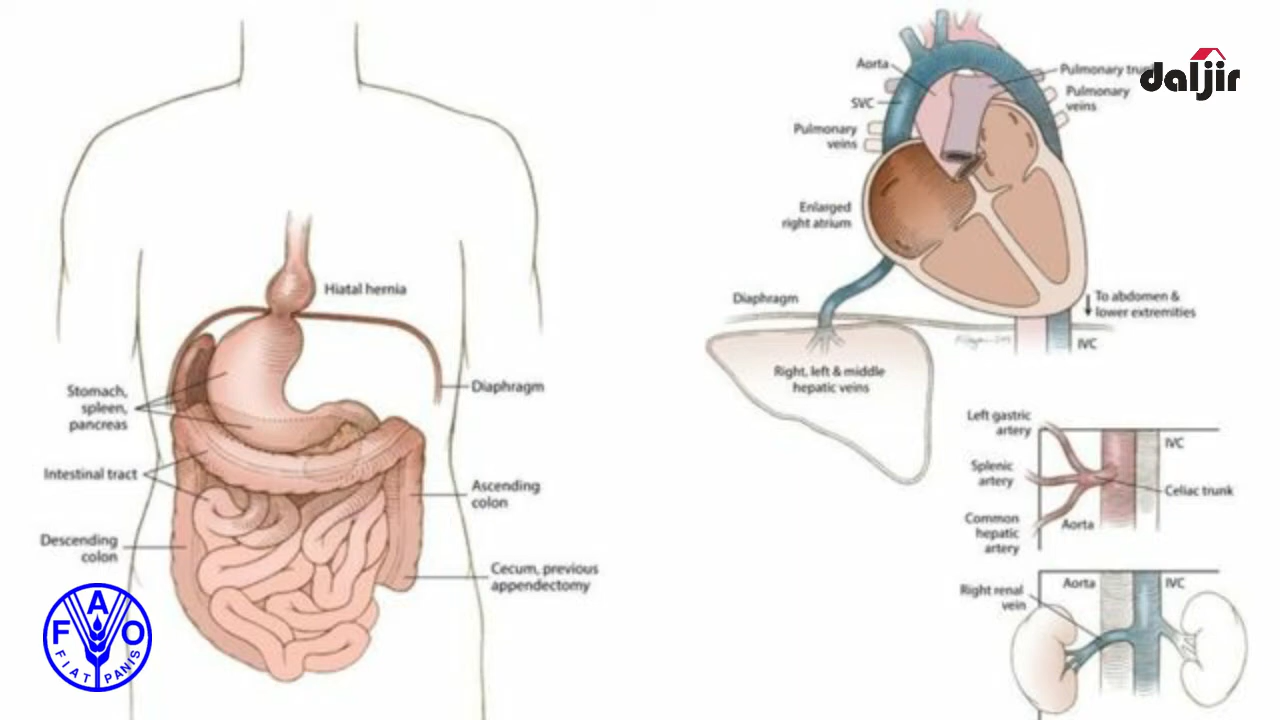 Hiatal hernia
Diaphragm
Stomach,
spleen,
pancreas
Intestinal tract
Ascending
colon
Descending
colon
Cecum, previous
appendectomy
F A O
FIAT PANIS
Aorta
SVC
Pulmonary
veins
Enlarged
right atrium
Pulmonary trun
Pulmonary
veins
daljir
Diaphragm
To abdomen &
lower extremities
IVC
Right, left & middle
hepatic veins
Left gastric
artery
Splenic
artery
Common
hepatic
artery
Aorta
IVC
Celiac trunk
Right renal
vein
Aorta
IVC